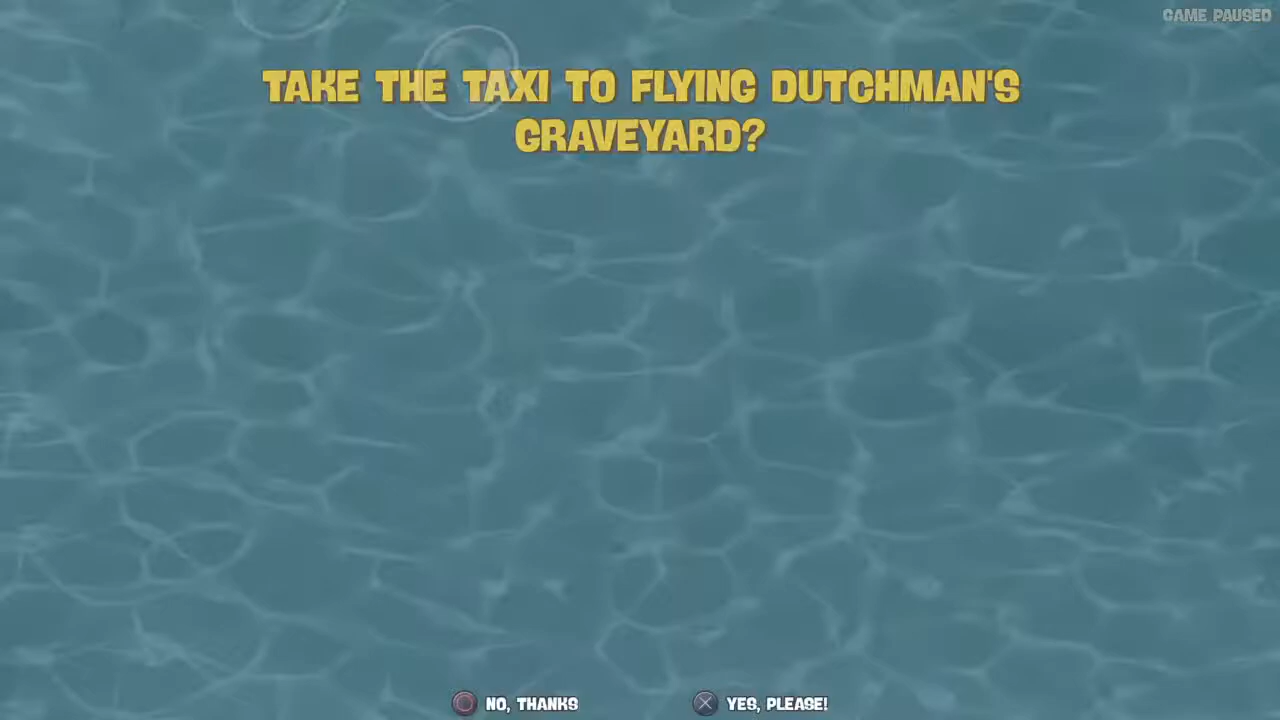 GAME PAUSED
TAKE THE TAXI TO FLYING DUTCHMAN'S
GRAVEYARD?
NO, THANKS
YES, PLEASE!